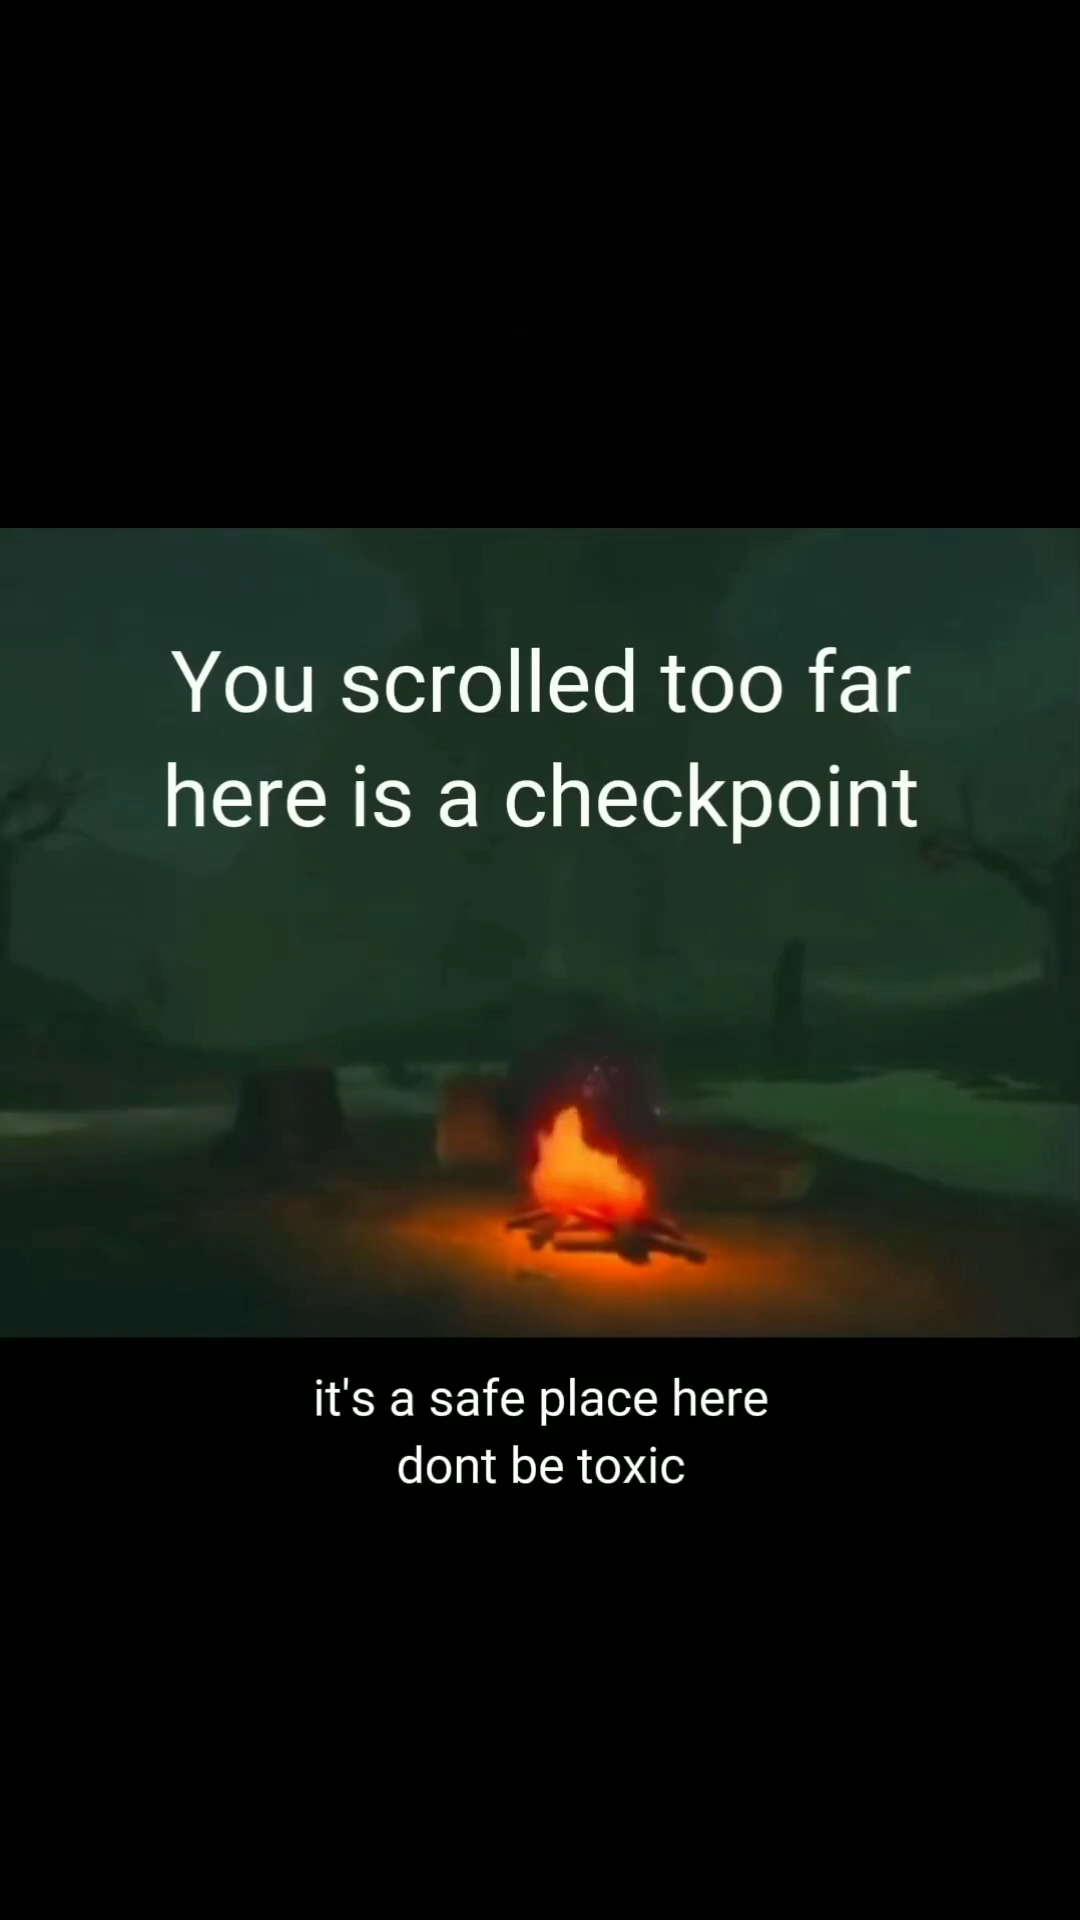 You scrolled too far
here is a checkpoint
it's a safe place here
dont be toxic